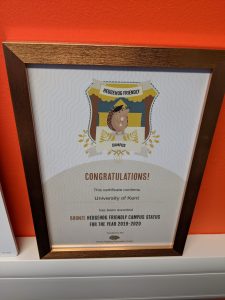 HEDGEHOG FRIENDLY
CAMPUS
CONGRATULATIONS!
This certificate confirms
University of Kent
has been awarded
BRONZE HEDGEHOG FRIENDLY CAMPUS STATUS
FOR THE YEAR 2019-2020